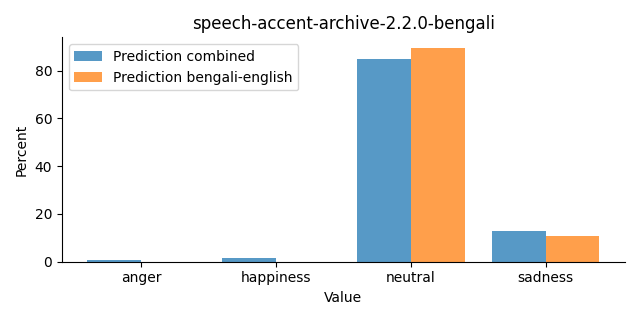 speech-accent-archive-2.2.0-bengali
Prediction combined
Prediction bengali-english
Percent
80
60
40
20
0
anger happiness neutral sadness
Value